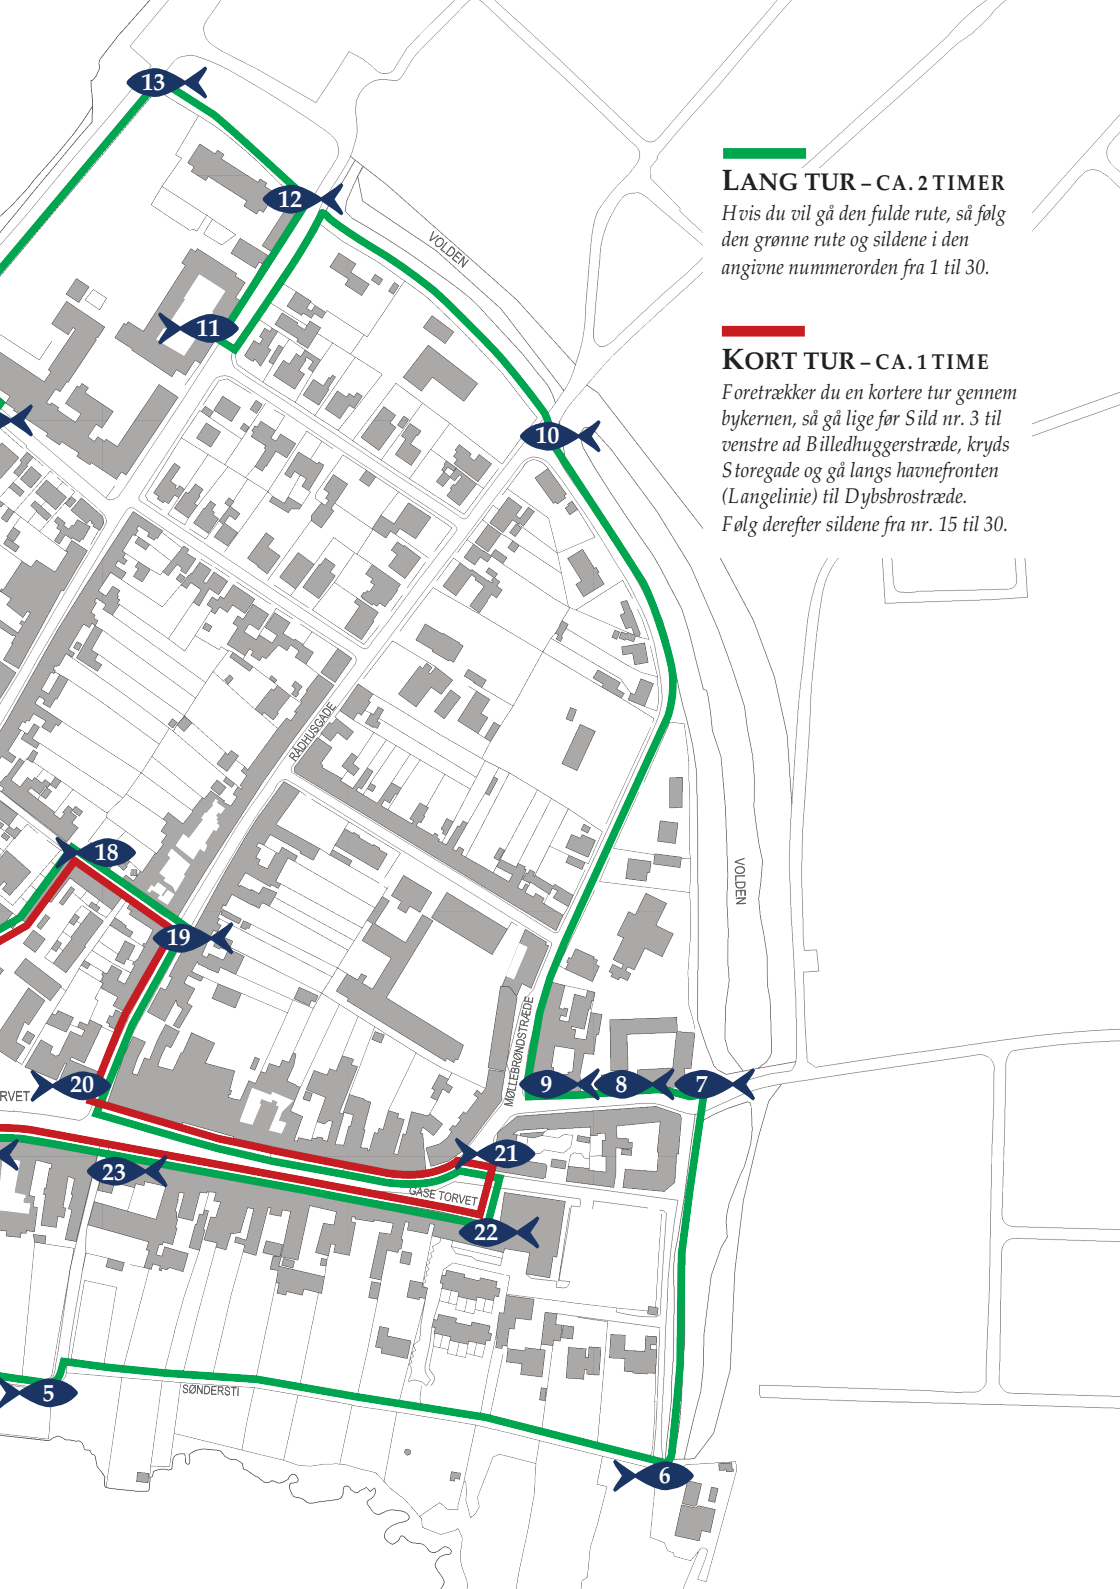 13
12
VOLDEN
LANG TUR – CA. 2 TIMER
Hvis du vil gå den fulde rute, så følg
den grønne rute og sildene i den
angivne nummerorden fra 1 til 30.
11
KORT TUR – CA. 1 TIME
Foretrækker du en kortere tur gennem
bykernen, så gå lige før Sild nr. 3 til
venstre ad Billedhuggerstræde, kryds
Storegade og gå langs havnefronten
(Langelinie) til Dybsbrostræde.
Følg derefter sildene fra nr. 15 til 30.
10
RÅDHUSGADE
18
VOLDEN
19
MØLLEBRØNDSTRÆDE
20
9
8
7
RVET
21
23
GÅSE TORVET
22
5
SØNDERSTI
6